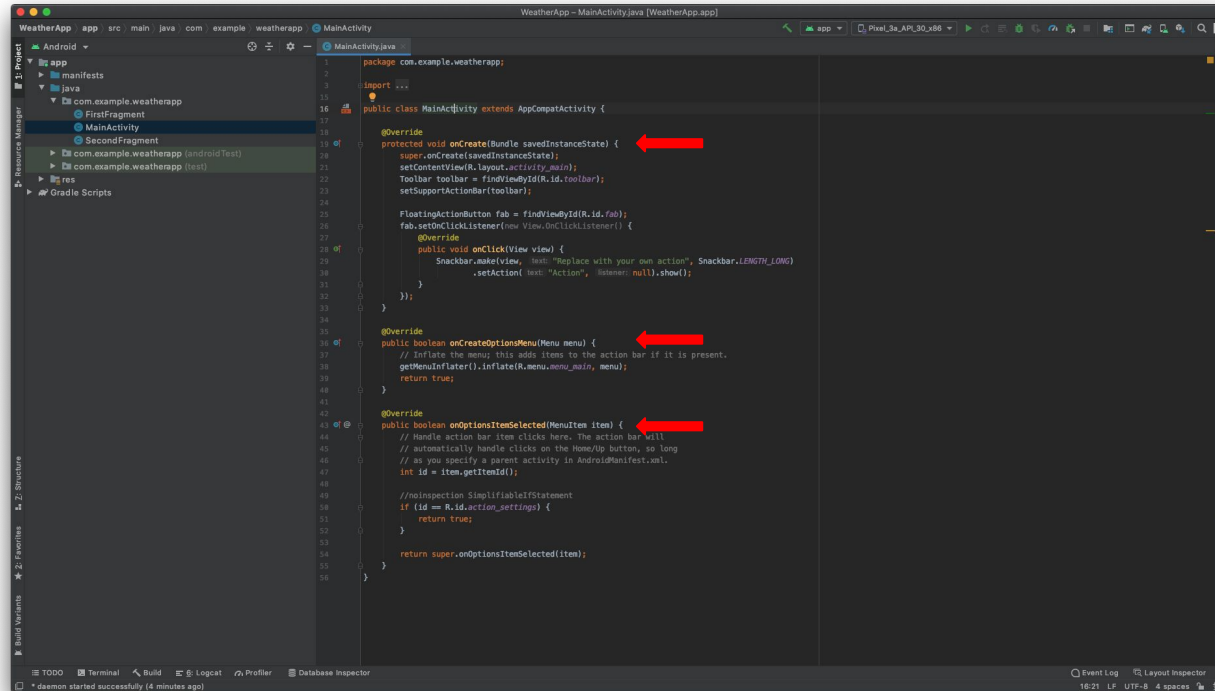 WeatherApp – MainActivity.java [WeatherApp.app]
WeatherApp app src main java com example weatherapp MainActivity
app Pixel_3a_API_30_x86
Android
MainActivity.java
1: Project
Resource Manager
app
manifests
java
com.example.weatherapp
FirstFragment
MainActivity
SecondFragment
com.example.weatherapp (androidTest)
com.example.weatherapp (test)
res
Gradle Scripts
1 package com.example.weatherapp;
2
3 import ...
15
16 public class MainActivity extends AppCompatActivity {
17
18 @Override
19 protected void onCreate(Bundle savedInstanceState) {
20 super.onCreate(savedInstanceState);
21 setContentView(R.layout.activity_main);
22 Toolbar toolbar = findViewById(R.id.toolbar);
23 setSupportActionBar(toolbar);
24
25 FloatingActionButton fab = findViewById(R.id.fab);
26 fab.setOnClickListener(new View.OnClickListener() {
27 @Override
28 public void onClick(View view) {
29 Snackbar.make(view, text: "Replace with your own action", Snackbar.LENGTH_LONG)
30 .setAction( text: "Action", listener: null).show();
31 }
32 });
33 }
34
35 @Override
36 public boolean onCreateOptionsMenu(Menu menu) {
37 // Inflate the menu; this adds items to the action bar if it is present.
38 getMenuInflater().inflate(R.menu.menu_main, menu);
39 return true;
40 }
41
42 @Override
43 @ public boolean onOptionsItemSelected(MenuItem item) {
44 // Handle action bar item clicks here. The action bar will
45 // automatically handle clicks on the Home/Up button, so long
46 // as you specify a parent activity in AndroidManifest.xml.
47 int id = item.getItemId();
48
49 //noinspection SimplifiableIfStatement
50 if (id == R.id.action_settings) {
51 return true;
52 }
53
54 return super.onOptionsItemSelected(item);
55 }
56 }
Z: Structure
2: Favorites
Build Variants
TODO Terminal Build 6: Logcat Profiler Database Inspector Event Log Layout Inspector
* daemon started successfully (4 minutes ago) 16:21 LF UTF-8 4 spaces